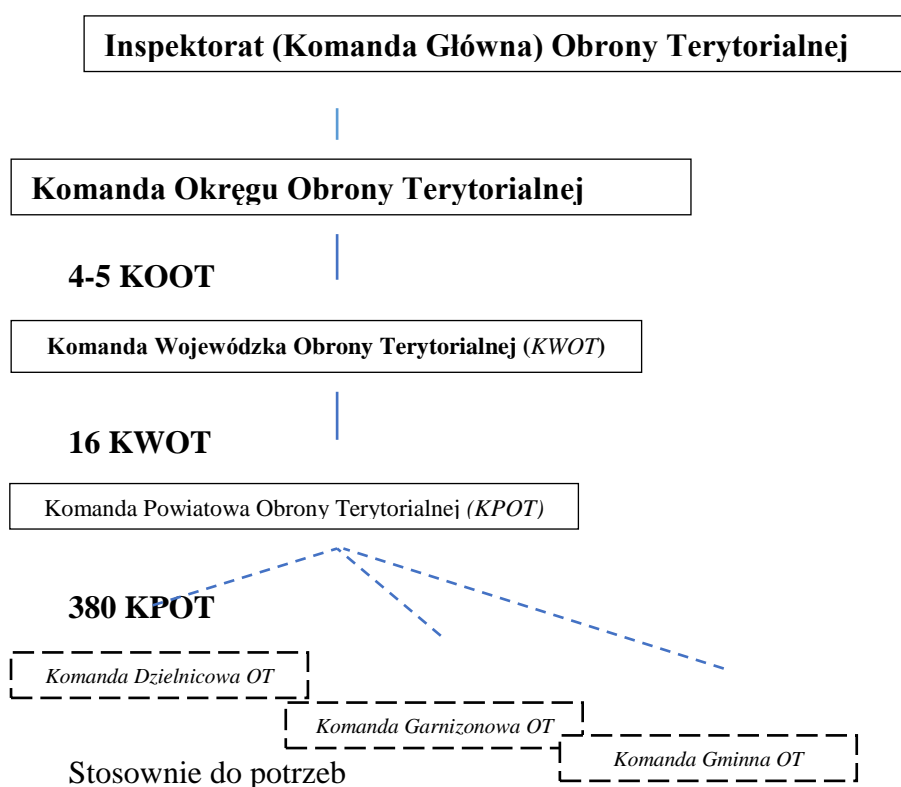 Inspektorat (Komanda Główna) Obrony Terytorialnej
Komanda Okręgu Obrony Terytorialnej
4-5 KOOT
Komanda Wojewódzka Obrony Terytorialnej (KWOT)
16 KWOT
Komanda Powiatowa Obrony Terytorialnej (KPOT)
380 KPOT
Komanda Dzielnicowa OT
Komanda Garnizonowa OT
Komanda Gminna OT
Stosownie do potrzeb